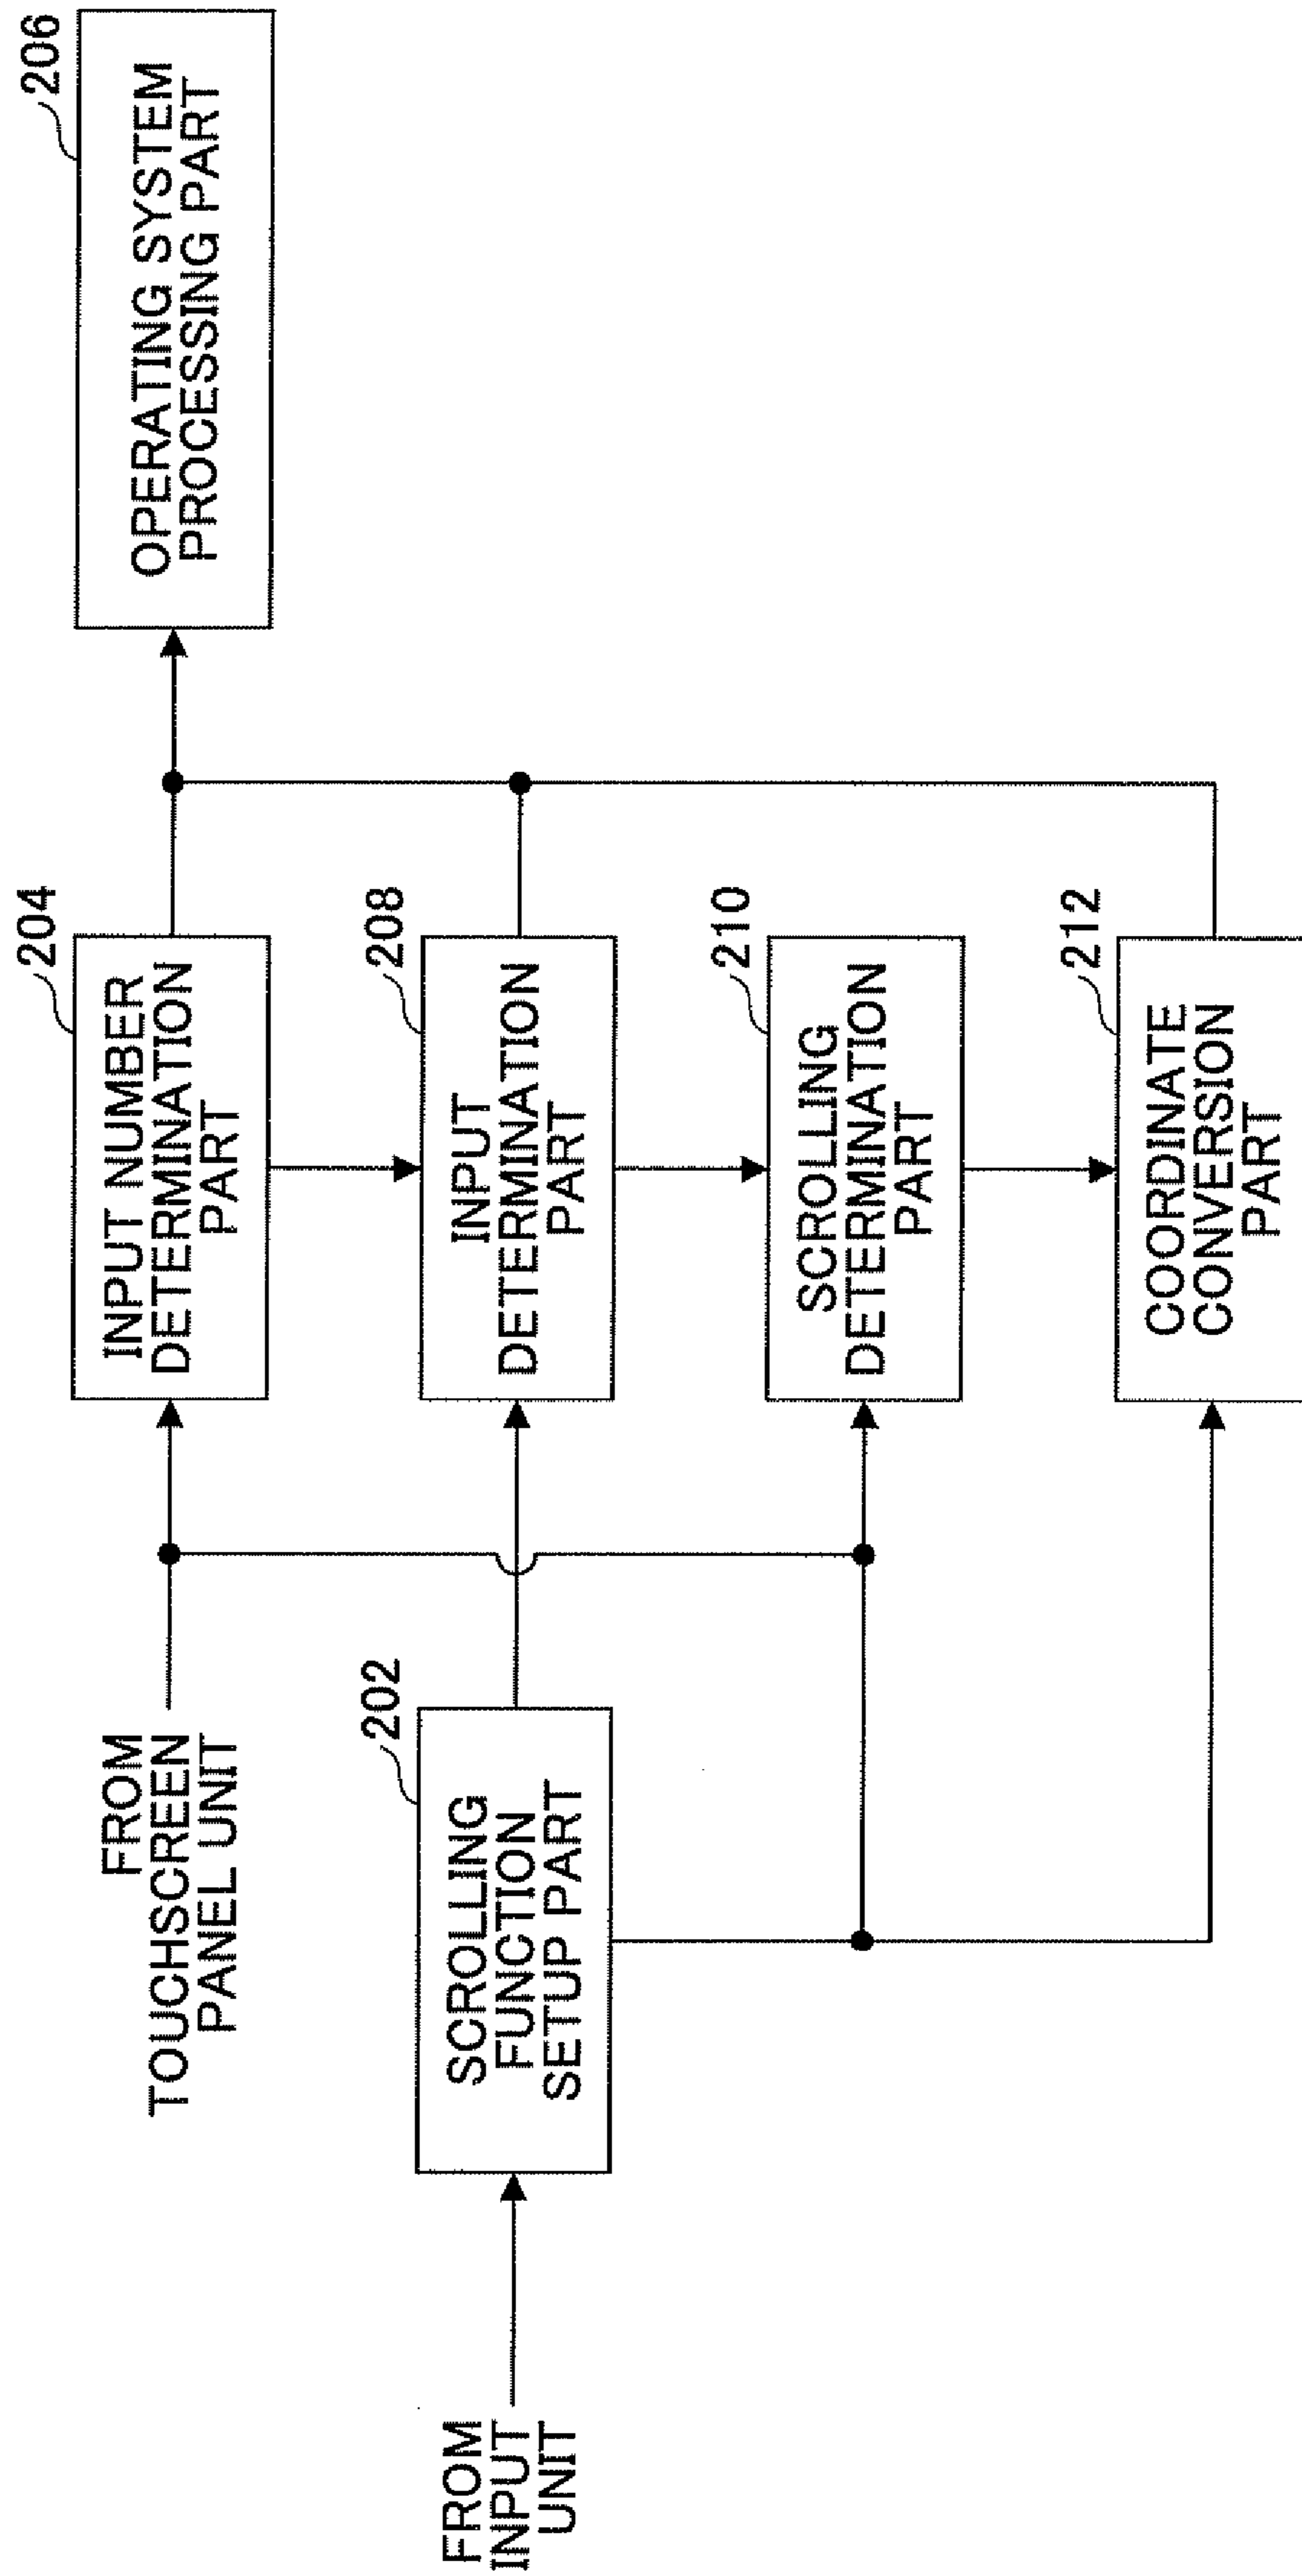 FROM
TOUCHSCREEN
PANEL UNIT
204
INPUT NUMBER
DETERMINATION
PART
206
OPERATING SYSTEM
PROCESSING PART
FROM
INPUT
UNIT
202
SCROLLING
FUNCTION
SETUP PART
208
INPUT
DETERMINATION
PART
210
SCROLLING
DETERMINATION
PART
212
COORDINATE
CONVERSION
PART